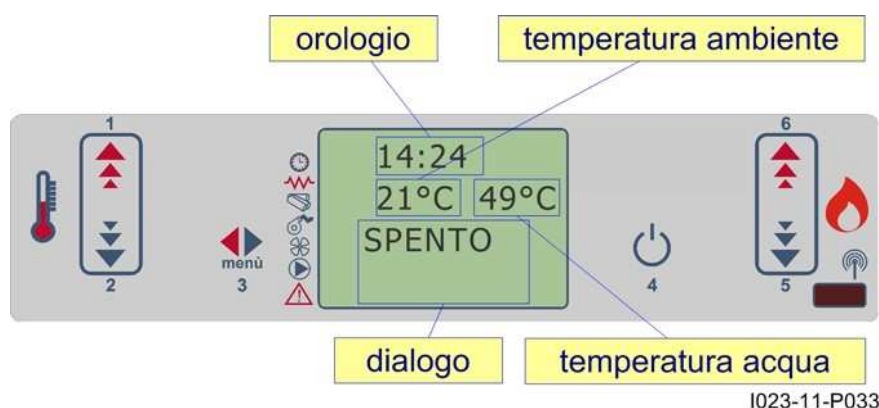 orologio
temperatura ambiente
1
6
14:24
21°C 49°C
SPENTO
menù
3
4
2
5
dialogo
temperatura acqua
I023-11-P033